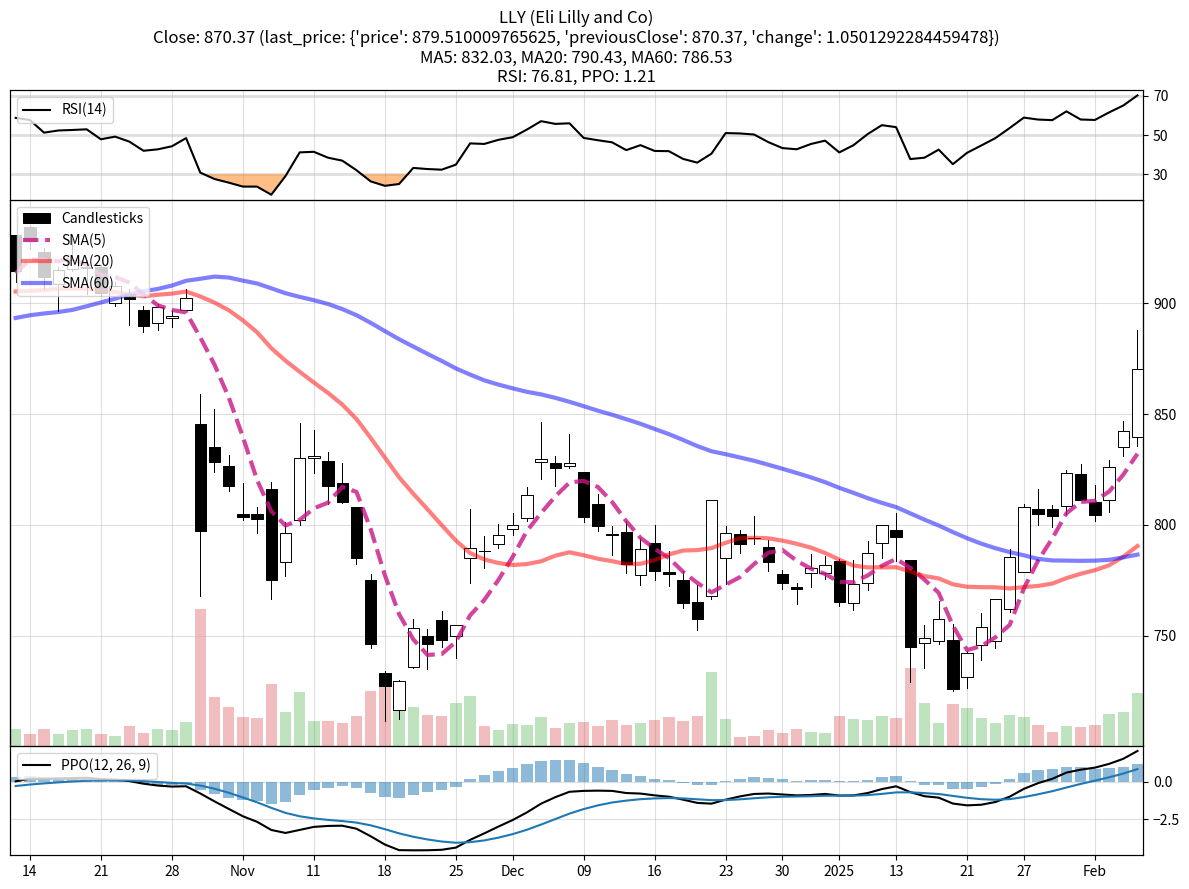 LLY (Eli Lilly and Co)
Close: 870.37 (last_price: {'price': 879.510009765625, 'previousClose': 870.37, 'change': 1.0501292284459478})
MA5: 832.03, MA20: 790.43, MA60: 786.53
RSI: 76.81, PPO: 1.21
RSI(14)
70
50
30
Candlesticks
SMA(5)
SMA(20)
SMA(60)
900
850
800
750
PPO(12, 26, 9)
0.0
−2.5
14 21 28 Nov 11 18 25 Dec 09 16 23 30 2025 13 21 27 Feb